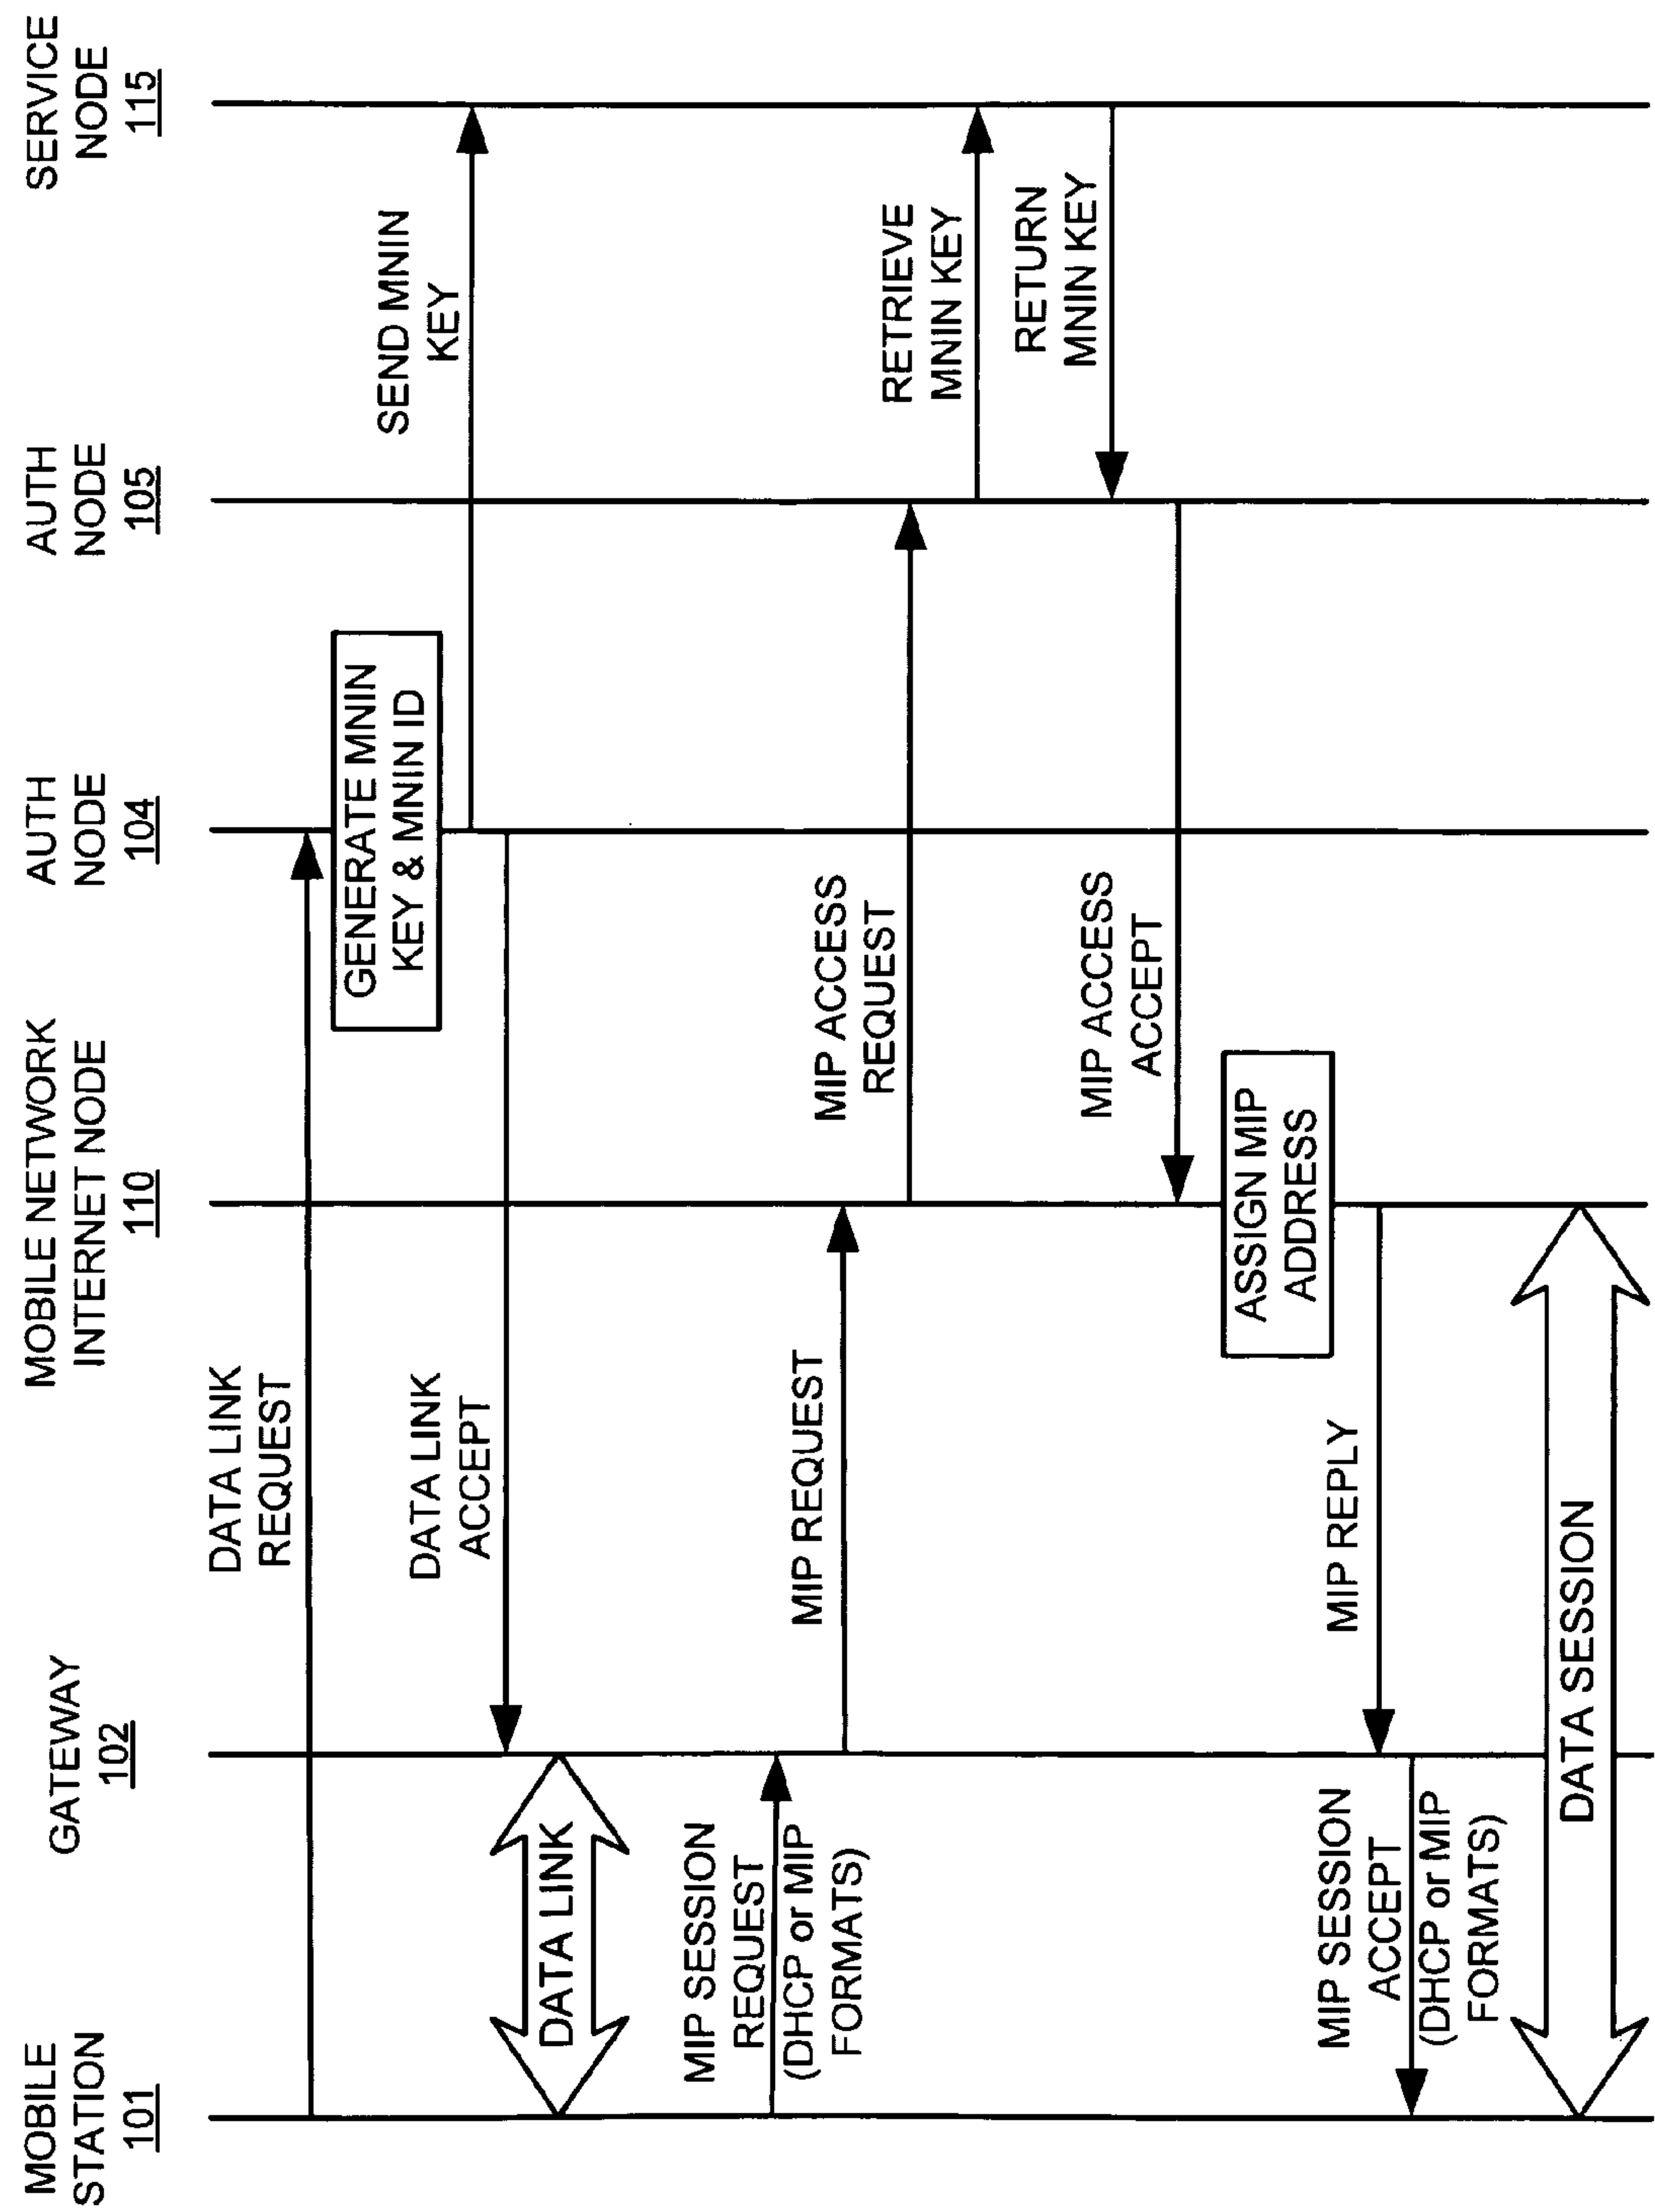 MOBILE
STATION
101
GATEWAY
102
MOBILE NETWORK
INTERNET NODE
110
AUTH
NODE
104
AUTH
NODE
105
SERVICE
NODE
115
DATA LINK
REQUEST
GENERATE MNIN
KEY & MNIN ID
SEND MNIN
KEY
DATA LINK
ACCEPT
DATA LINK
MIP SESSION
REQUEST
(DHCP or MIP
FORMATS)
MIP REQUEST
MIP ACCESS
REQUEST
RETRIEVE
MNIN KEY
RETURN
MNIN KEY
MIP ACCESS
ACCEPT
ASSIGN MIP
ADDRESS
MIP REPLY
MIP SESSION
ACCEPT
(DHCP or MIP
FORMATS)
DATA SESSION